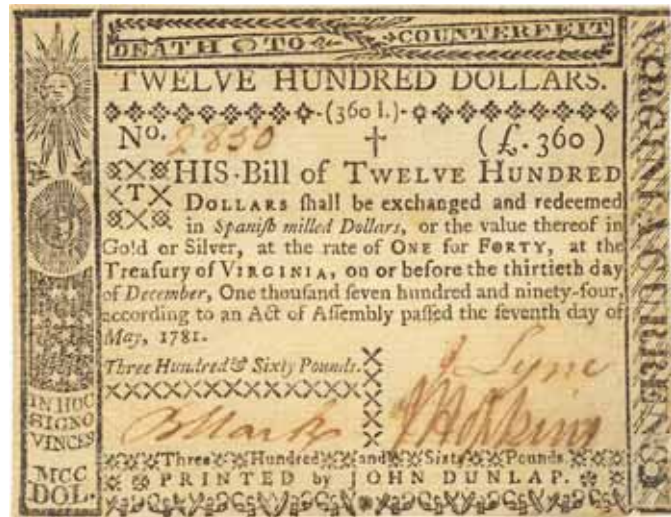 DEATH TO COUNTERFEIT
TWELVE HUNDRED DOLLARS.
(360 l.)
No. 2850 (£. 360)
THIS Bill of TWELVE HUNDRED
DOLLARS ſhall be exchanged and redeemed
in Spaniſh milled Dollars, or the value thereof in
Gold or Silver, at the rate of ONE for FORTY, at the
Treaſury of VIRGINIA, on or before the thirtieth day
of December, One thouſand ſeven hundred and ninety-four,
according to an Act of Aſſembly paſſed the ſeventh day of
May, 1781.
Three Hundred & Sixty Pounds.
Lyne
Hopkins
Three Hundred and Sixty Pounds
PRINTED by JOHN DUNLAP.
IN HOC
SIGNO
VINCES
MCC
DOL.
VIRGINIA CURRENCY